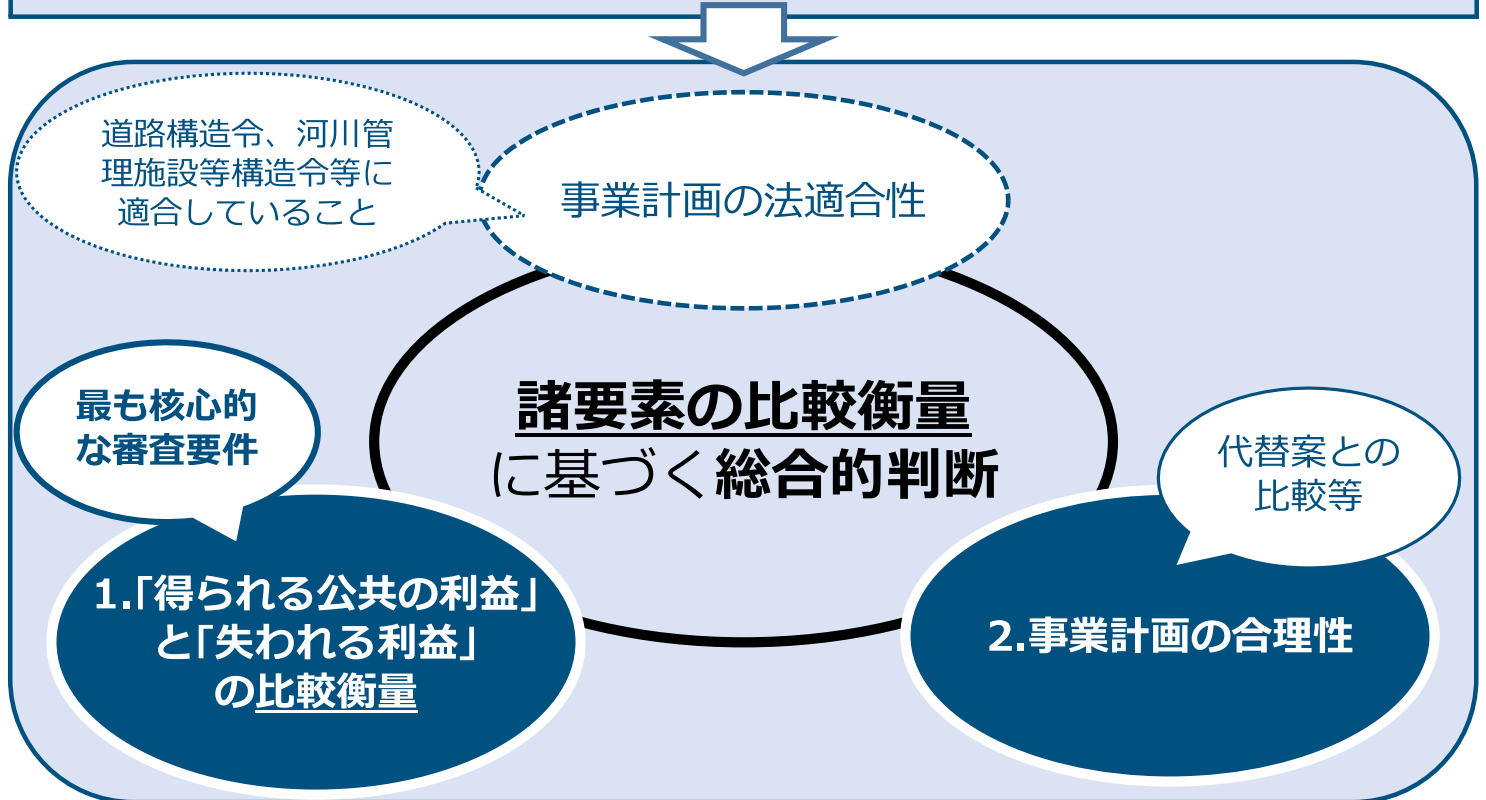 道路構造令、河川管
理施設等構造令等に
適合していること
事業計画の法適合性
最も核心的
な審査要件
諸要素の比較衡量
に基づく総合的判断
代替案との
比較等
1.｢得られる公共の利益｣
と｢失われる利益｣
の比較衡量
2.事業計画の合理性